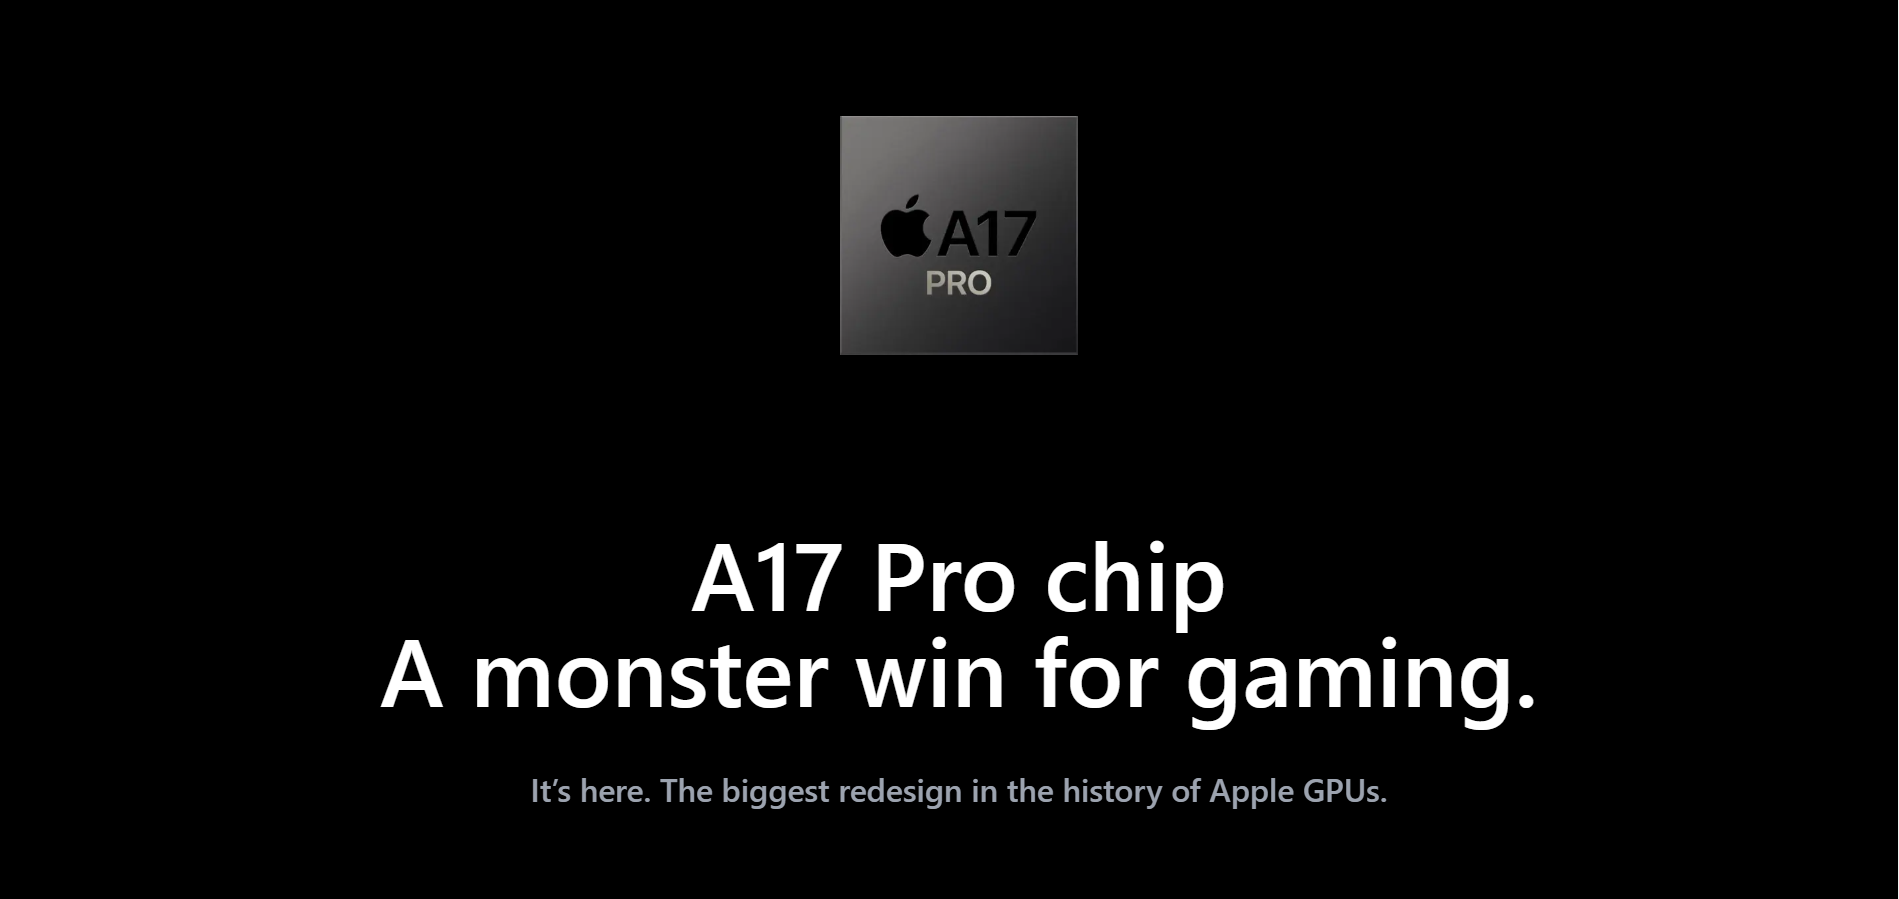 A17
PRO
A17 Pro chip
A monster win for gaming.
It’s here. The biggest redesign in the history of Apple GPUs.